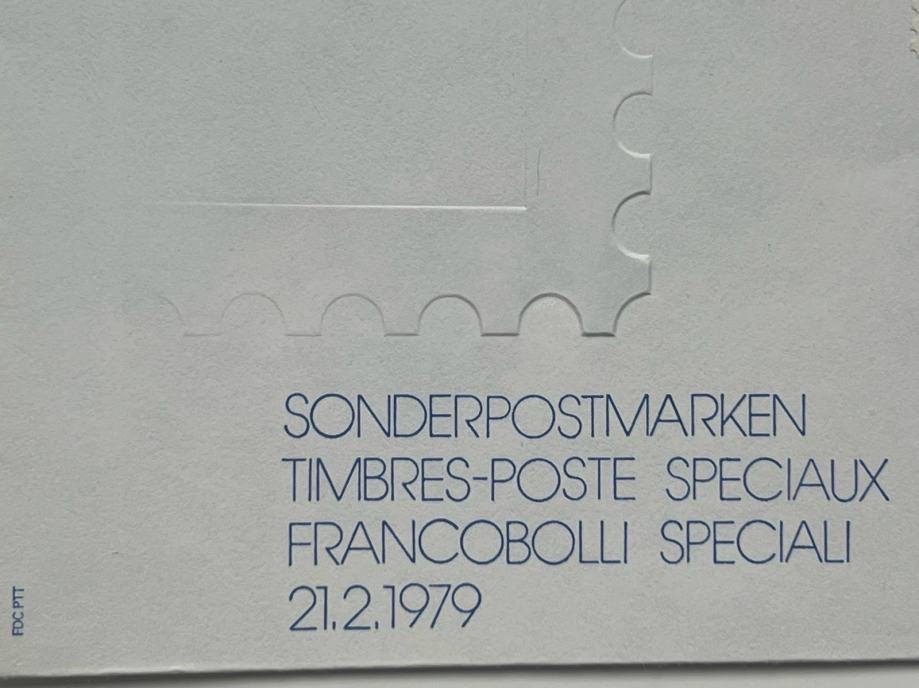 SONDERPOSTMARKEN
TIMBRES-POSTE SPECIAUX
FRANCOBOLLI SPECIALI
21.2.1979
FDC PTT